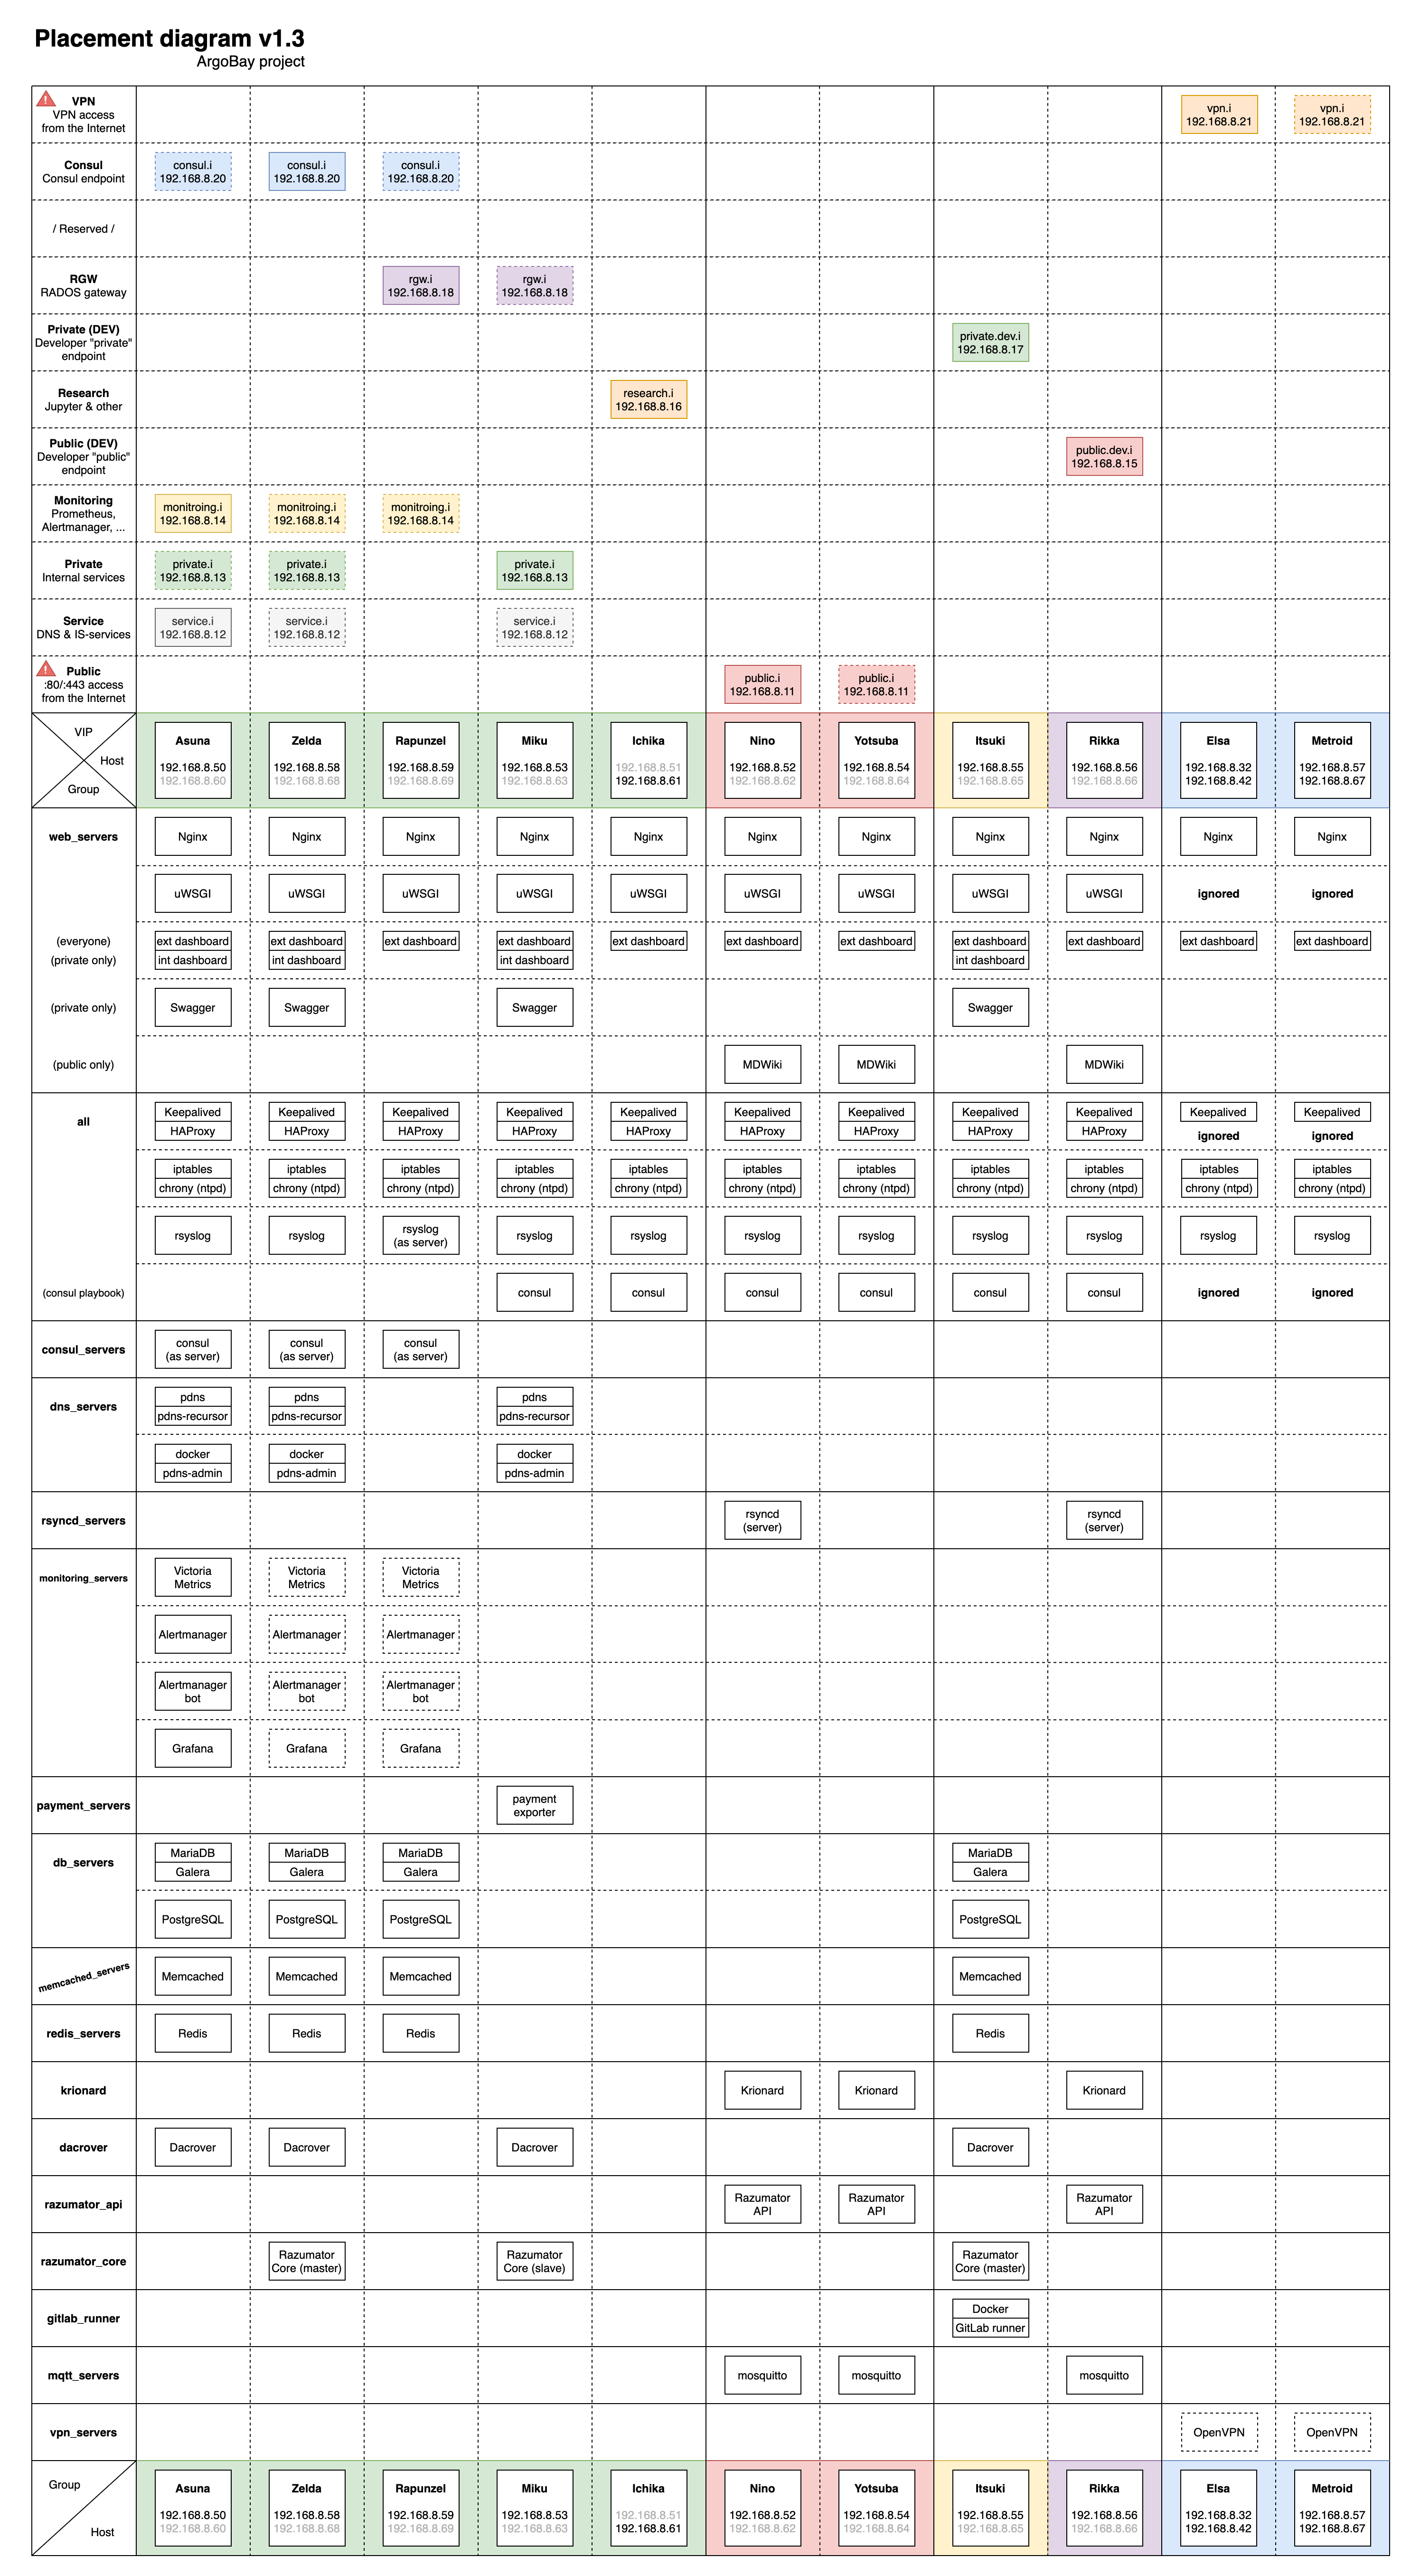 Placement diagram v1.3
ArgoBay project
VPN
VPN access
from the Internet
vpn.i
192.168.8.21
vpn.i
192.168.8.21
Consul
Consul endpoint
consul.i
192.168.8.20
consul.i
192.168.8.20
consul.i
192.168.8.20
/ Reserved /
RGW
RADOS gateway
rgw.i
192.168.8.18
rgw.i
192.168.8.18
Private (DEV)
Developer "private"
endpoint
private.dev.i
192.168.8.17
Research
Jupyter & other
research.i
192.168.8.16
Public (DEV)
Developer "public"
endpoint
public.dev.i
192.168.8.15
Monitoring
Prometheus,
Alertmanager, ...
monitroing.i
192.168.8.14
monitroing.i
192.168.8.14
monitroing.i
192.168.8.14
Private
Internal services
private.i
192.168.8.13
private.i
192.168.8.13
private.i
192.168.8.13
Service
DNS & IS-services
service.i
192.168.8.12
service.i
192.168.8.12
service.i
192.168.8.12
Public
:80/:443 access
from the Internet
public.i
192.168.8.11
public.i
192.168.8.11
VIP
Host
Group
Asuna
192.168.8.50
192.168.8.60
Zelda
192.168.8.58
192.168.8.68
Rapunzel
192.168.8.59
192.168.8.69
Miku
192.168.8.53
192.168.8.63
Ichika
192.168.8.51
192.168.8.61
Nino
192.168.8.52
192.168.8.62
Yotsuba
192.168.8.54
192.168.8.64
Itsuki
192.168.8.55
192.168.8.65
Rikka
192.168.8.56
192.168.8.66
Elsa
192.168.8.32
192.168.8.42
Metroid
192.168.8.57
192.168.8.67
web_servers
Nginx
Nginx
Nginx
Nginx
Nginx
Nginx
Nginx
Nginx
Nginx
Nginx
Nginx
uWSGI
uWSGI
uWSGI
uWSGI
uWSGI
uWSGI
uWSGI
uWSGI
uWSGI
ignored
ignored
(everyone)
ext dashboard
ext dashboard
ext dashboard
ext dashboard
ext dashboard
ext dashboard
ext dashboard
ext dashboard
ext dashboard
ext dashboard
ext dashboard
(private only)
int dashboard
int dashboard
int dashboard
int dashboard
(private only)
Swagger
Swagger
Swagger
Swagger
(public only)
MDWiki
MDWiki
MDWiki
all
Keepalived
Keepalived
Keepalived
Keepalived
Keepalived
Keepalived
Keepalived
Keepalived
Keepalived
Keepalived
Keepalived
HAProxy
HAProxy
HAProxy
HAProxy
HAProxy
HAProxy
HAProxy
HAProxy
HAProxy
ignored
ignored
iptables
iptables
iptables
iptables
iptables
iptables
iptables
iptables
iptables
iptables
iptables
chrony (ntpd)
chrony (ntpd)
chrony (ntpd)
chrony (ntpd)
chrony (ntpd)
chrony (ntpd)
chrony (ntpd)
chrony (ntpd)
chrony (ntpd)
chrony (ntpd)
chrony (ntpd)
rsyslog
rsyslog
rsyslog
(as server)
rsyslog
rsyslog
rsyslog
rsyslog
rsyslog
rsyslog
rsyslog
rsyslog
(consul playbook)
consul
consul
consul
consul
consul
consul
ignored
ignored
consul_servers
consul
(as server)
consul
(as server)
consul
(as server)
dns_servers
pdns
pdns
pdns
pdns-recursor
pdns-recursor
pdns-recursor
docker
docker
docker
pdns-admin
pdns-admin
pdns-admin
rsyncd_servers
rsyncd
(server)
rsyncd
(server)
monitoring_servers
Victoria
Metrics
Victoria
Metrics
Victoria
Metrics
Alertmanager
Alertmanager
Alertmanager
Alertmanager
bot
Alertmanager
bot
Alertmanager
bot
Grafana
Grafana
Grafana
payment_servers
payment
exporter
db_servers
MariaDB
MariaDB
MariaDB
MariaDB
Galera
Galera
Galera
Galera
PostgreSQL
PostgreSQL
PostgreSQL
PostgreSQL
memcached_servers
Memcached
Memcached
Memcached
Memcached
redis_servers
Redis
Redis
Redis
Redis
krionard
Krionard
Krionard
Krionard
dacrover
Dacrover
Dacrover
Dacrover
Dacrover
razumator_api
Razumator
API
Razumator
API
Razumator
API
razumator_core
Razumator
Core (master)
Razumator
Core (slave)
Razumator
Core (master)
gitlab_runner
Docker
GitLab runner
mqtt_servers
mosquitto
mosquitto
mosquitto
vpn_servers
OpenVPN
OpenVPN
Group
Host
Asuna
192.168.8.50
192.168.8.60
Zelda
192.168.8.58
192.168.8.68
Rapunzel
192.168.8.59
192.168.8.69
Miku
192.168.8.53
192.168.8.63
Ichika
192.168.8.51
192.168.8.61
Nino
192.168.8.52
192.168.8.62
Yotsuba
192.168.8.54
192.168.8.64
Itsuki
192.168.8.55
192.168.8.65
Rikka
192.168.8.56
192.168.8.66
Elsa
192.168.8.32
192.168.8.42
Metroid
192.168.8.57
192.168.8.67